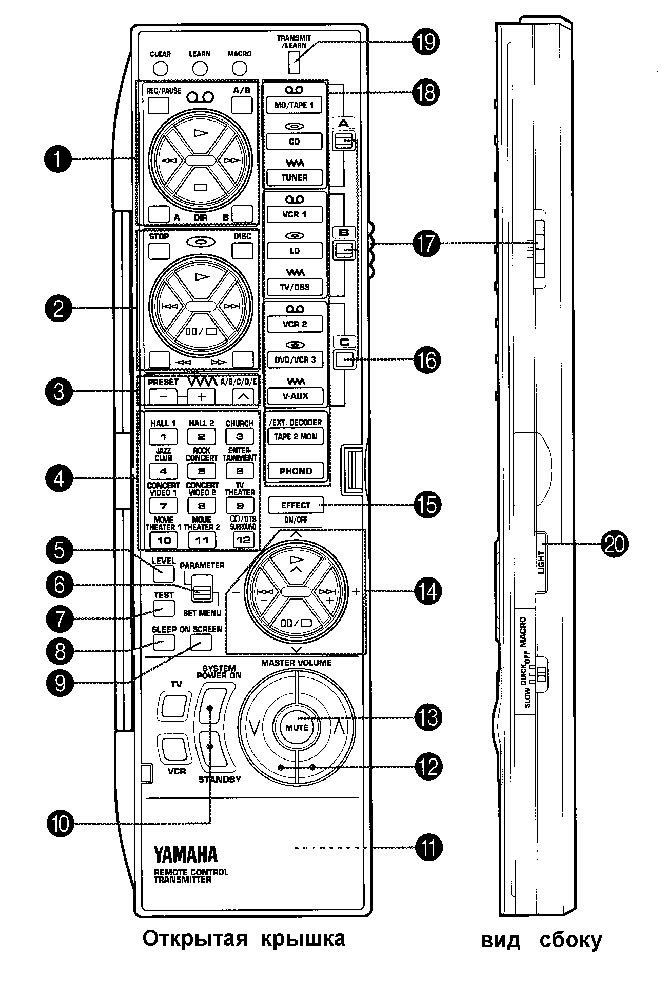 TRANSMIT
/LEARN
19
CLEAR LEARN MACRO
18
REC/PAUSE A/B
MD/TAPE 1
A
CD
1
TUNER
A DIR B
VCR 1
STOP DISC
B
17
LD
TV/DBS
2
VCR 2
C
DVD/VCR 3
16
PRESET A/B/C/D/E
3
− +
V-AUX
HALL 1 HALL 2 CHURCH
/EXT. DECODER
1 2 3
TAPE 2 MON
JAZZ
CLUB
ROCK
CONCERT
ENTER-
TAINMENT
4 5 6
PHONO
4
CONCERT
VIDEO 1
CONCERT
VIDEO 2
TV
THEATER
7 8 9
EFFECT
15
ON/OFF
MOVIE
THEATER 1
MOVIE
THEATER 2
/DTS
SURROUND
10 11 12
5
LEVEL
PARAMETER
6
TEST
7
SET MENU
− +
− +
/
14
20
LIGHT
SLEEP ON SCREEN
8
9
MASTER VOLUME
SYSTEM
POWER ON
TV
MUTE
13
VCR
12
STANDBY
MACRO
SLOW QUICK OFF
10
11
YAMAHA
REMOTE CONTROL
TRANSMITTER
Открытая крышка
вид сбоку